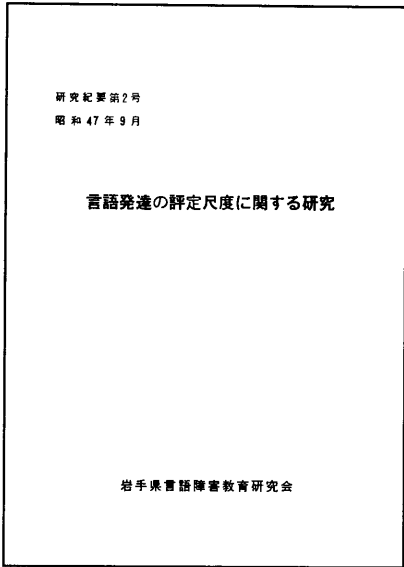 研究紀要第2号
昭和47年9月
言語発達の評定尺度に関する研究
岩手県言語障害教育研究会